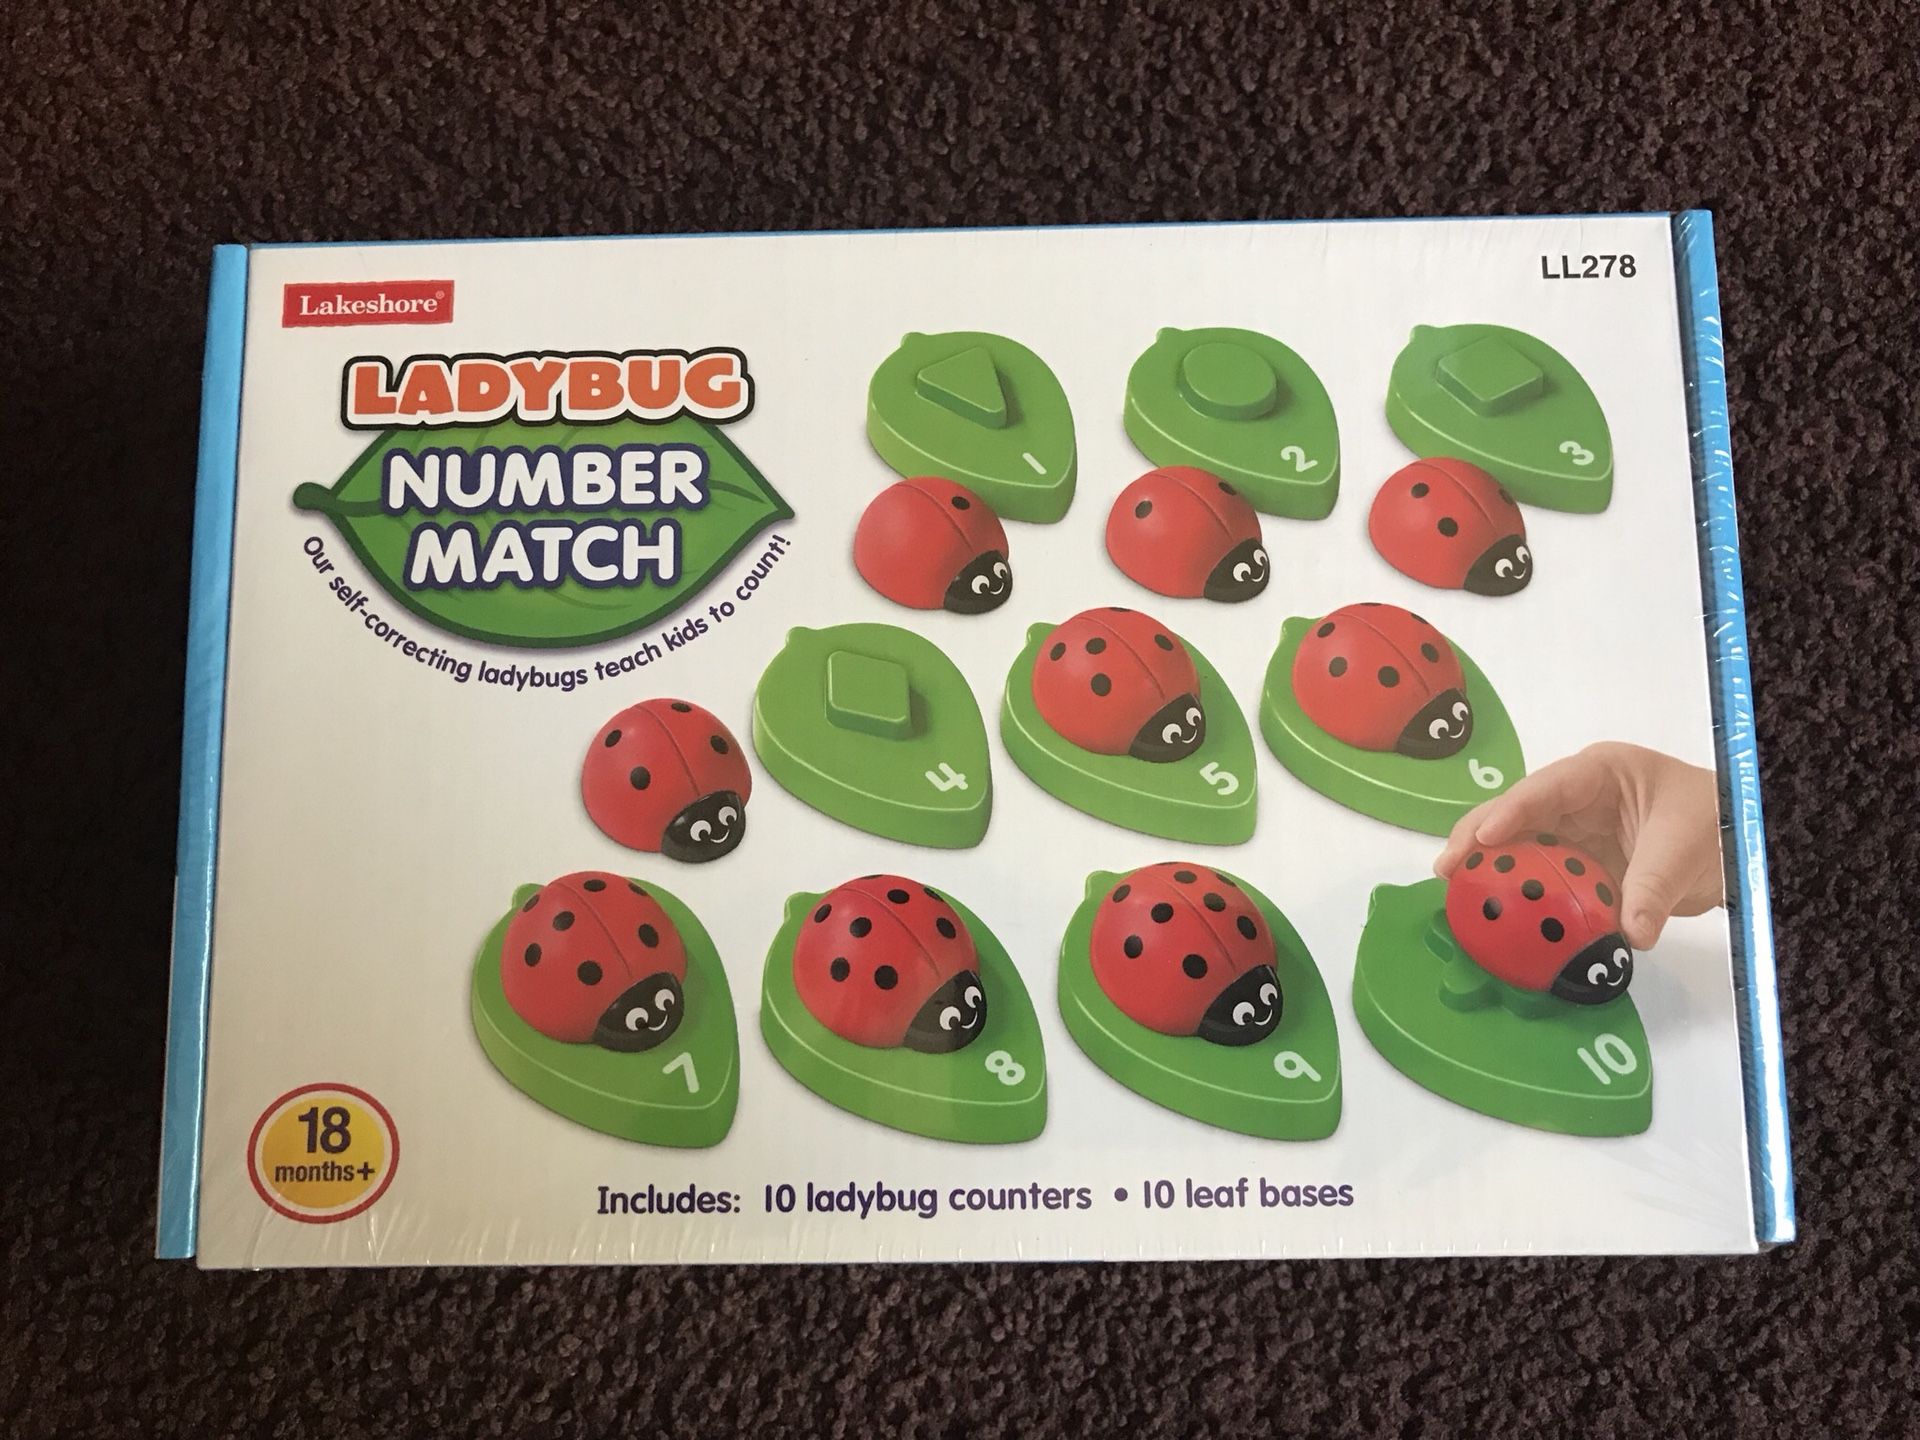 Lakeshore®
LL278
LADYBUG
NUMBER
MATCH
Our self-correcting ladybugs teach kids to count!
1
2
3
4
5
6
7
8
9
10
18
months+
Includes: 10 ladybug counters • 10 leaf bases